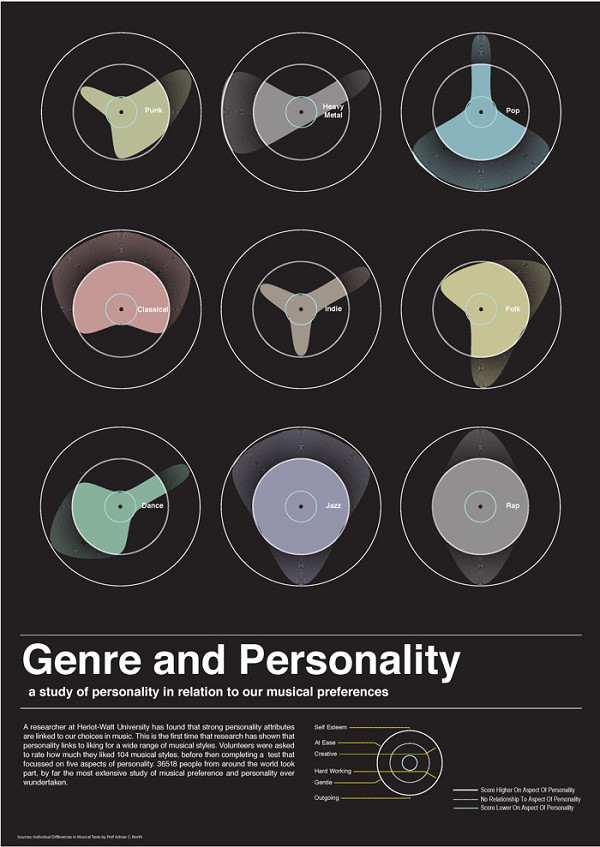 Punk
Heavy
Metal
Pop
Classical
Indie
Folk
Dance
Jazz
Rap
Genre and Personality
a study of personality in relation to our musical preferences
A researcher at Heriot-Watt University has found that strong personality attributes
are linked to our choices in music. This is the first time that research has shown that
personality links to liking for a wide range of musical styles. Volunteers were asked
to rate how much they liked 104 musical styles, before then completing a test that
focussed on five aspects of personality. 36518 people from around the world took
part, by far the most extensive study of musical preference and personality ever
wundertaken.
Self Esteem
At Ease
Creative
Hard Working
Gentle
Outgoing
Score Higher On Aspect Of Personality
No Relationship To Aspect Of Personality
Score Lower On Aspect Of Personality
Sources: Individual Differences in Musical Taste by Prof Adrian C. North